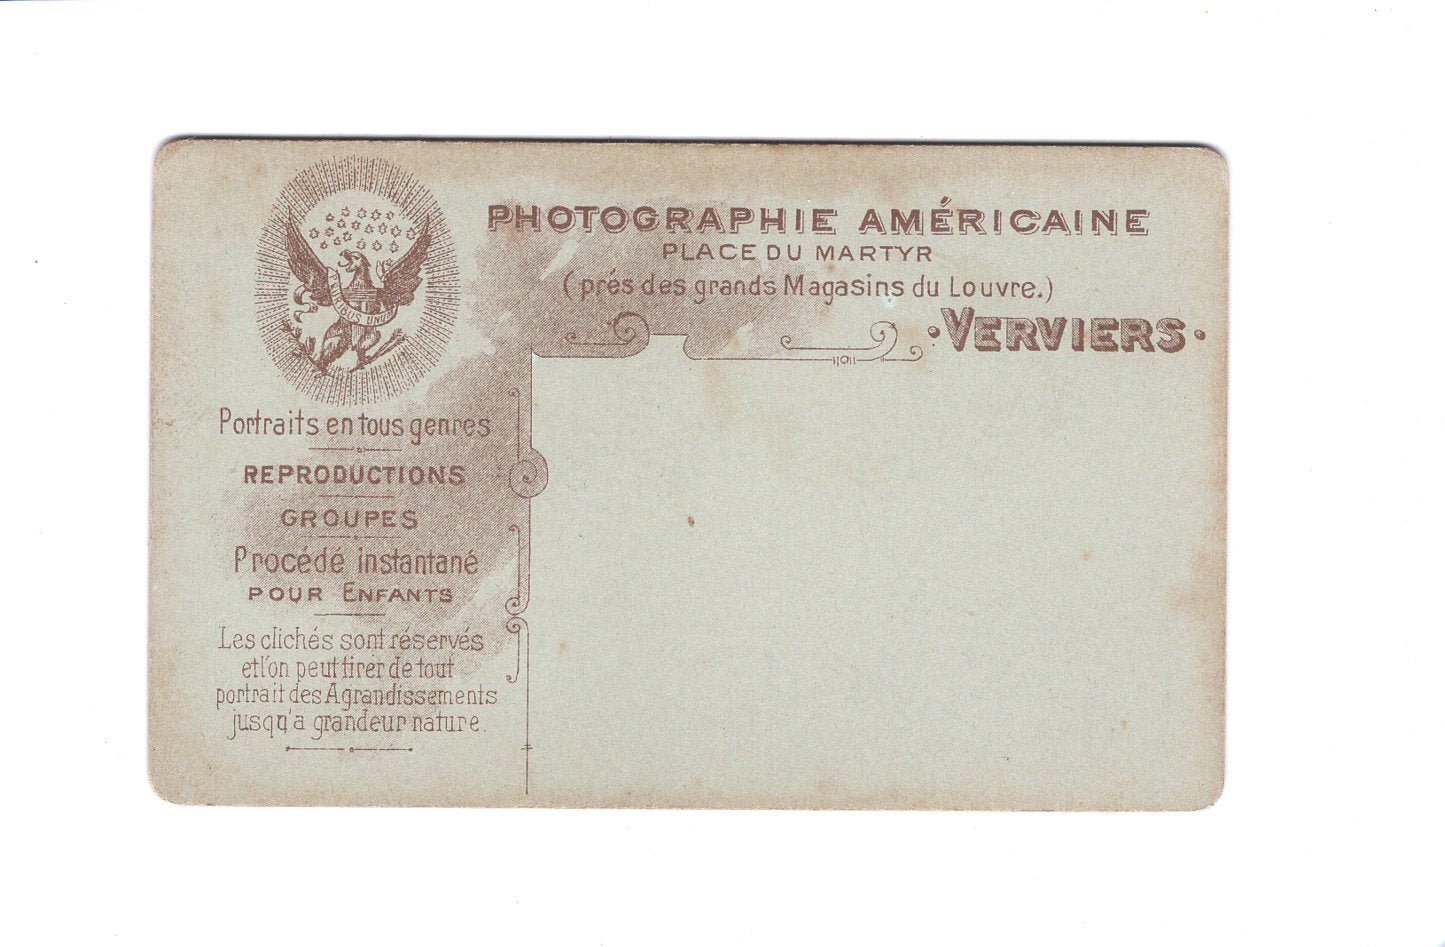 PHOTOGRAPHIE AMÉRICAINE
PLACE DU MARTYR
(prés des grands Magasins du Louvre.)
·VERVIERS·
PLURIBUS UNUM
Portraits en tous genres
REPRODUCTIONS
GROUPES
Procédé instantané
POUR ENFANTS
Les clichés sont réservés
et l'on peut tirer de tout
portrait des Agrandissements
jusqu'a grandeur nature.